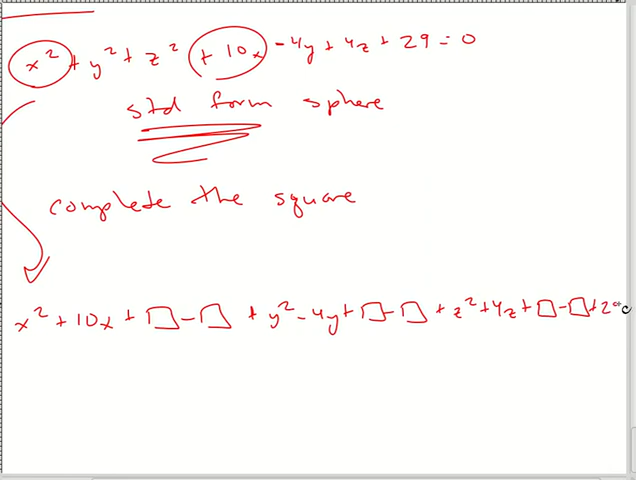 x² + y² + z² + 10x - 4y + 4z + 29 = 0
std form sphere
complete the square
x² + 10x + □ - □ + y² - 4y + □ - □ + z² + 4z + □ - □ + 29